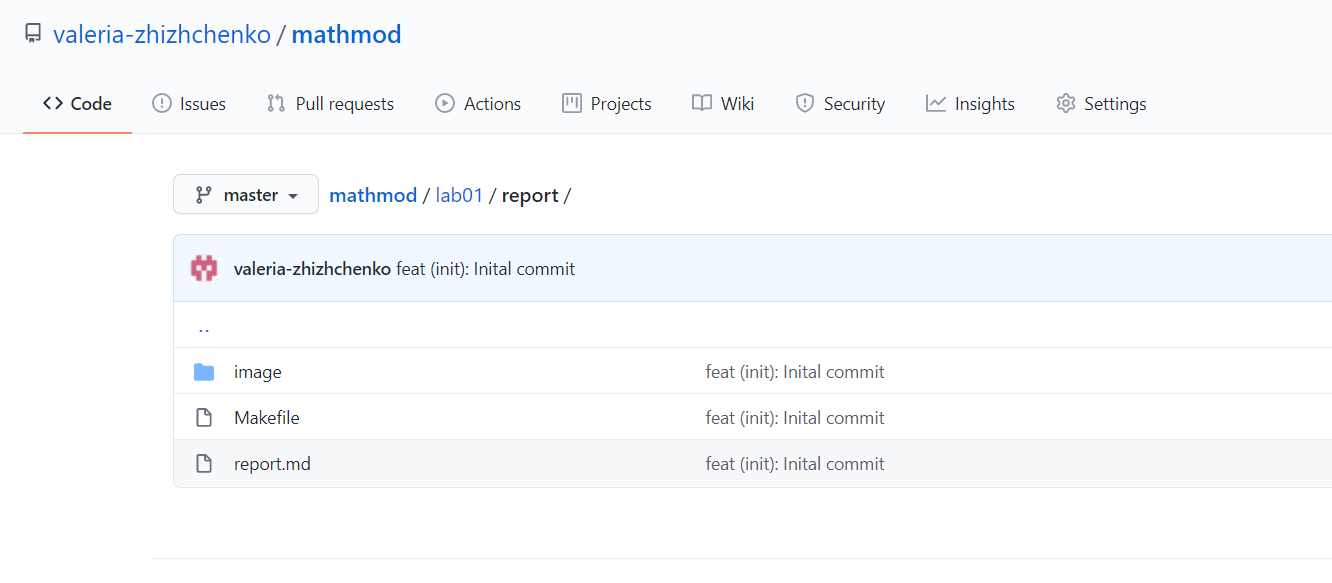 valeria-zhizhchenko / mathmod
Code Issues Pull requests Actions Projects Wiki Security Insights Settings
master mathmod / lab01 / report /
valeria-zhizhchenko feat (init): Inital commit
..
image feat (init): Inital commit
Makefile feat (init): Inital commit
report.md feat (init): Inital commit